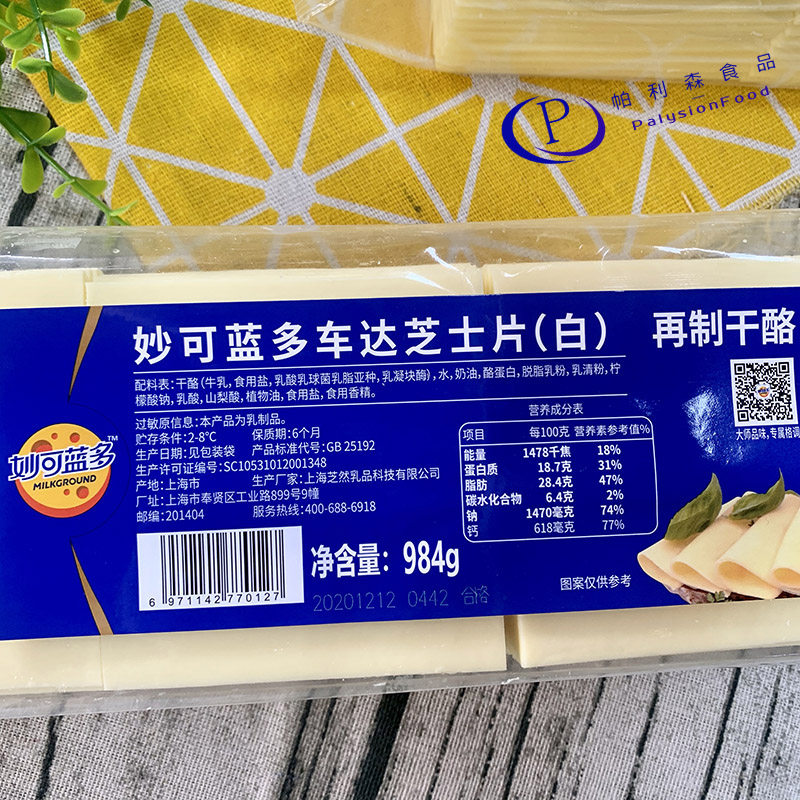 帕利森食品
PalysionFood
P
妙可蓝多车达芝士片(白)
再制干酪
配料表:干酪(牛乳,食用盐,乳酸乳球菌乳脂亚种,乳凝块酶),水,奶油,酪蛋白,脱脂乳粉,乳清粉,柠
檬酸钠,乳酸,山梨酸,植物油,食用盐,食用香精。
过敏原信息:本产品为乳制品。
贮存条件:2-8℃ 保质期:6个月
生产日期:见包装袋 产品标准代号:GB 25192
生产许可证编号:SC10531012001348
产地:上海市 生产厂家:上海芝然乳品科技有限公司
厂址:上海市奉贤区工业路899号9幢
邮编:201404 服务热线:400-688-6918
妙可蓝多™
MILKGROUND
营养成分表
项目 每100克 营养素参考值%
能量 1478千焦 18%
蛋白质 18.7克 31%
脂肪 28.4克 47%
碳水化合物 6.4克 2%
钠 1470毫克 74%
钙 618毫克 77%
大师品味,专属格调
6 971142 770127
净含量:984g
20201212 0442 合格
图案仅供参考